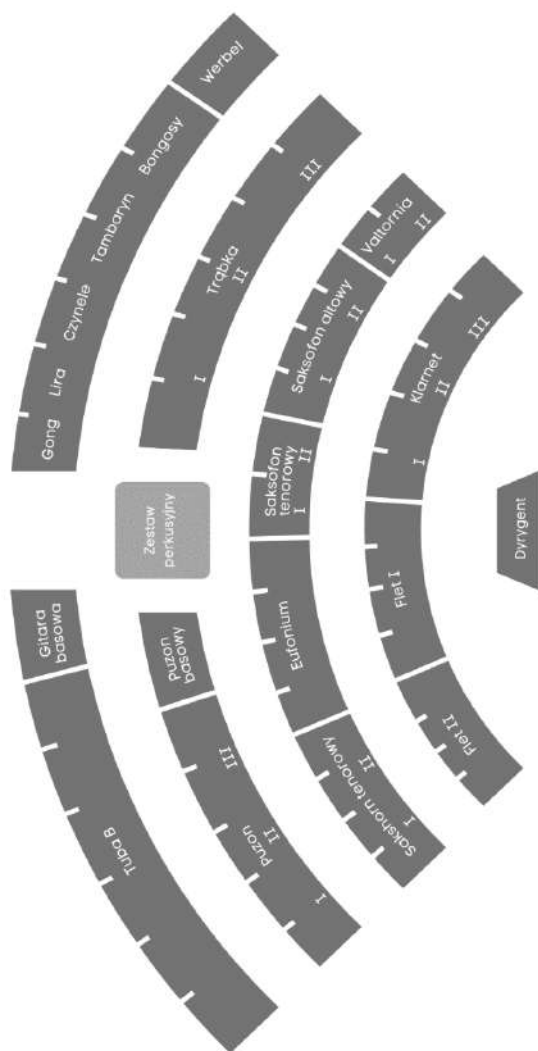 Werbel
Bongosy
Tambaryn
Czynele
Lira
Gong
Trąbka
I
II
III
Valtornia
I
II
Saksofon altowy
I
II
Saksofon
tenorowy
I
II
Klarnet
I
II
III
Zestaw
perkusyjny
Dyrygent
Flet I
Flet II
Eufonium
Sakshorn tenorowy
I
II
Puzon
basowy
Puzon
I
II
III
Gitara
basowa
Tuba B